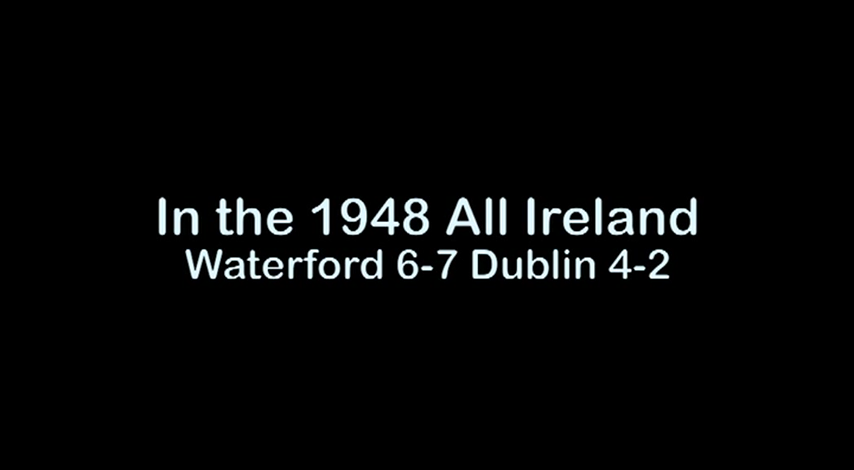 In the 1948 All Ireland
Waterford 6-7 Dublin 4-2